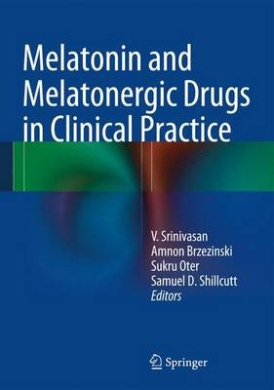 Melatonin and
Melatonergic Drugs
in Clinical Practice
V. Srinivasan
Amnon Brzezinski
Sukru Oter
Samuel D. Shillcutt
Editors
Springer